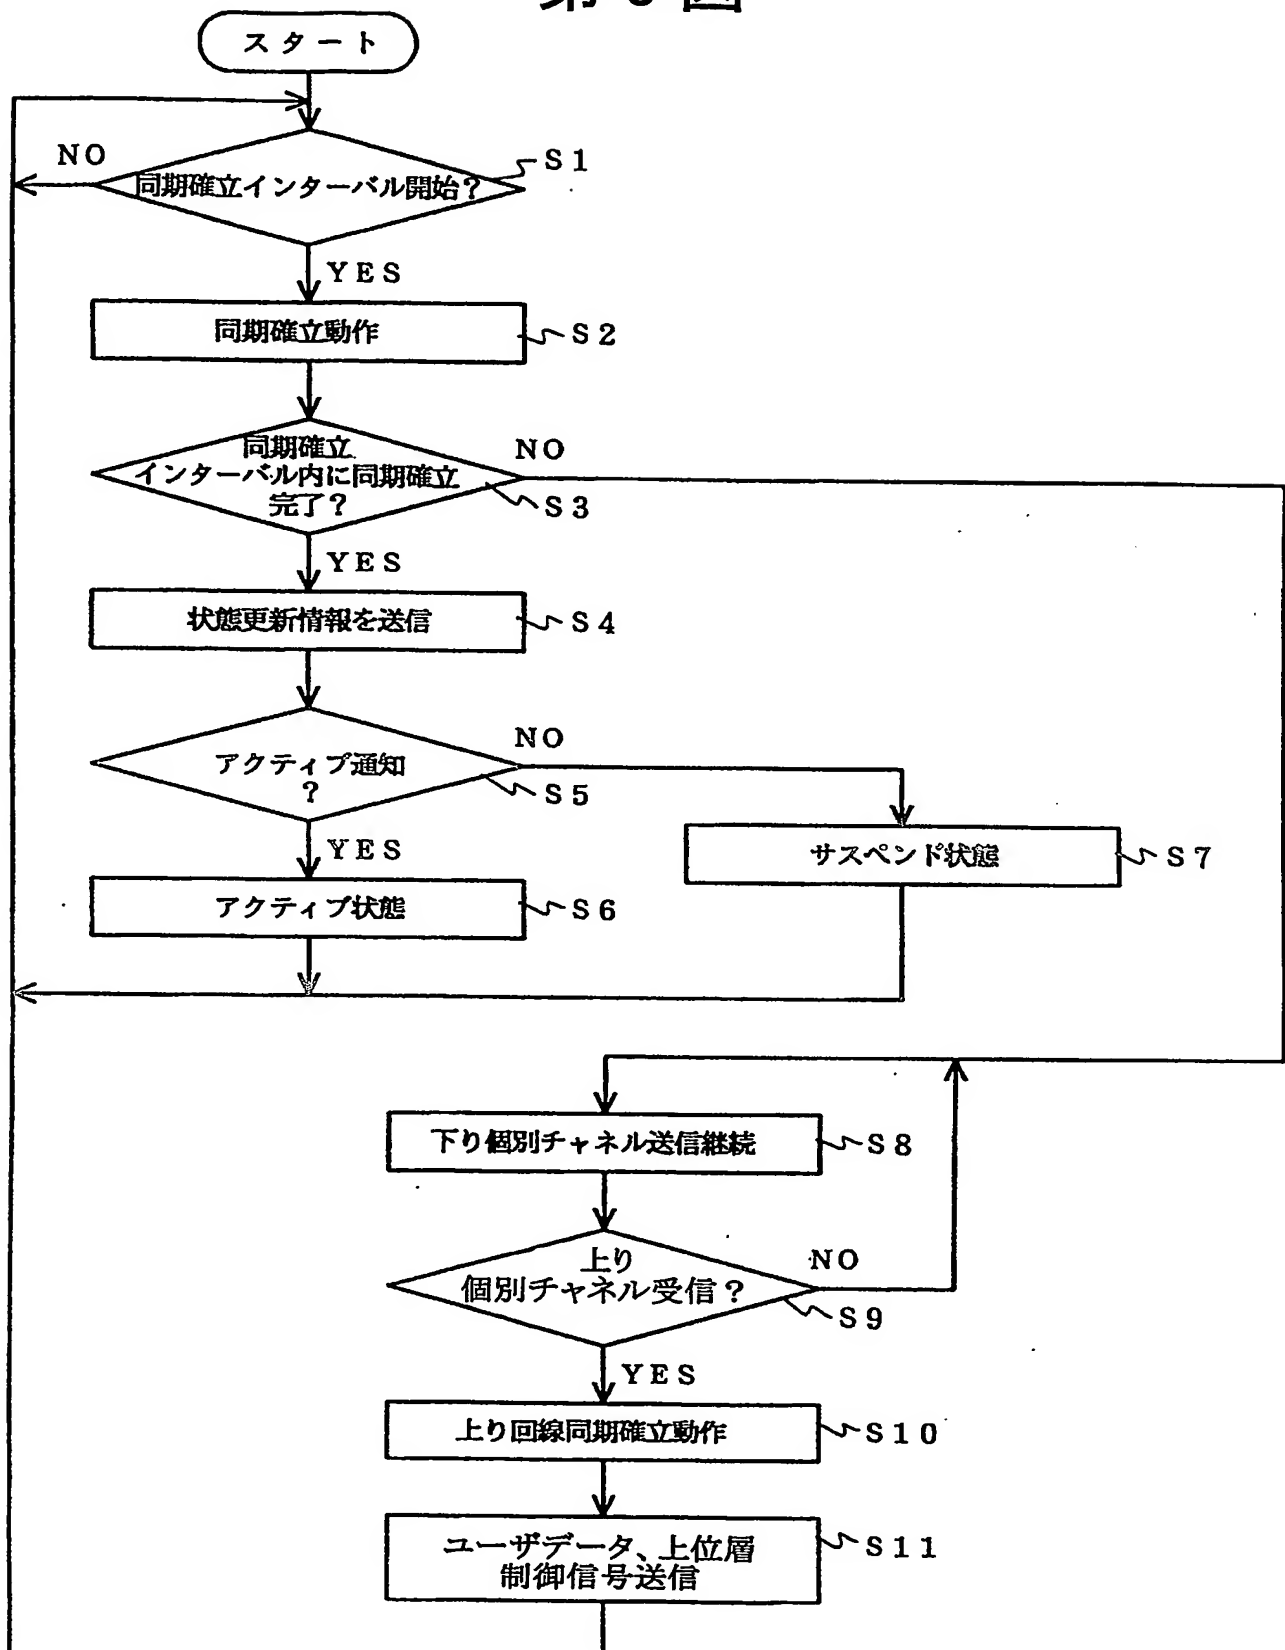 スタート
NO
同期確立インターバル開始？
S1
YES
同期確立動作
S2
同期確立
インターバル内に同期確立
完了？
NO
S3
YES
状態更新情報を送信
S4
アクティブ通知
？
NO
S5
YES
サスペンド状態
S7
アクティブ状態
S6
下り個別チャネル送信継続
S8
上り
個別チャネル受信？
NO
S9
YES
上り回線同期確立動作
S10
ユーザデータ、上位層
制御信号送信
S11